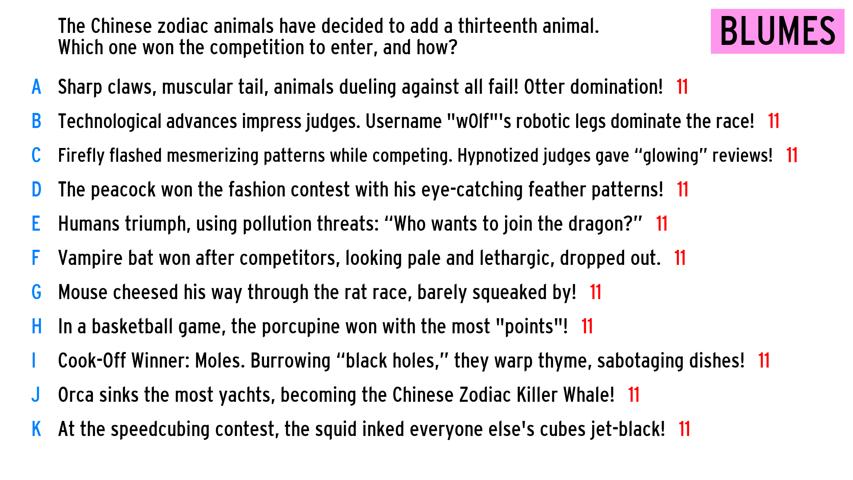 The Chinese zodiac animals have decided to add a thirteenth animal.
Which one won the competition to enter, and how?
BLUMES
A Sharp claws, muscular tail, animals dueling against all fail! Otter domination! 11
B Technological advances impress judges. Username "w0lf"'s robotic legs dominate the race! 11
C Firefly flashed mesmerizing patterns while competing. Hypnotized judges gave “glowing” reviews! 11
D The peacock won the fashion contest with his eye-catching feather patterns! 11
E Humans triumph, using pollution threats: “Who wants to join the dragon?” 11
F Vampire bat won after competitors, looking pale and lethargic, dropped out. 11
G Mouse cheesed his way through the rat race, barely squeaked by! 11
H In a basketball game, the porcupine won with the most "points"! 11
I Cook-Off Winner: Moles. Burrowing “black holes,” they warp thyme, sabotaging dishes! 11
J Orca sinks the most yachts, becoming the Chinese Zodiac Killer Whale! 11
K At the speedcubing contest, the squid inked everyone else's cubes jet-black! 11